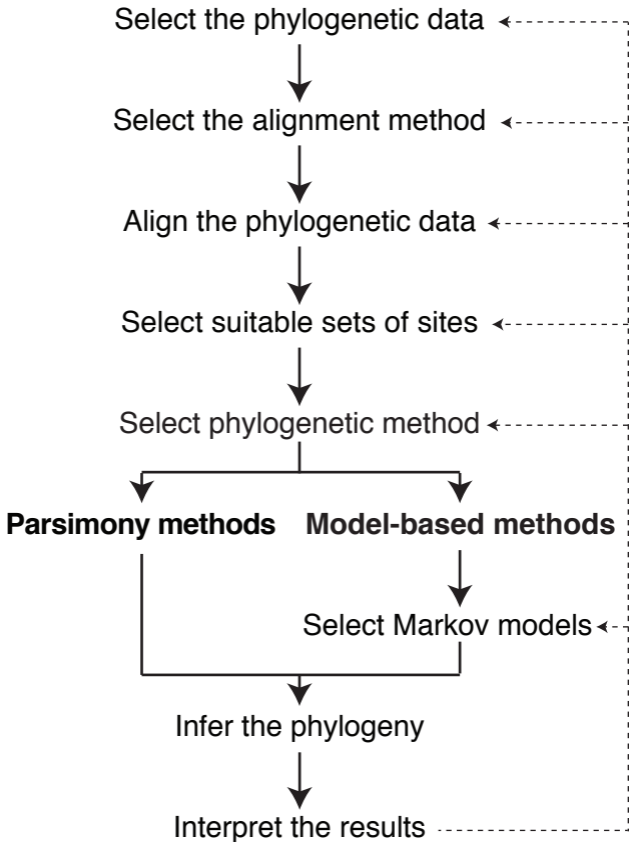 Select the phylogenetic data
Select the alignment method
Align the phylogenetic data
Select suitable sets of sites
Select phylogenetic method
Parsimony methods
Model-based methods
Select Markov models
Infer the phylogeny
Interpret the results